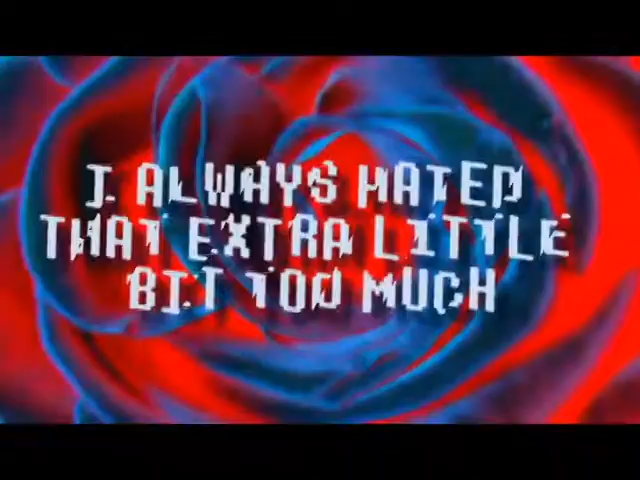 I ALWAYS HATED
THAT EXTRA LITTLE
BIT TOO MUCH